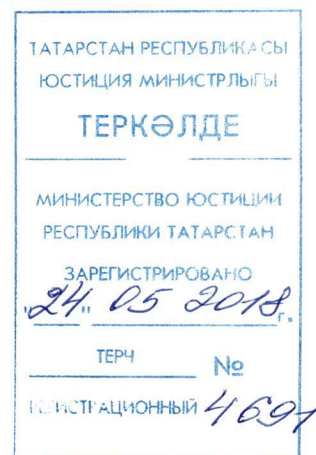 ТАТАРСТАН РЕСПУБЛИКАСЫ
ЮСТИЦИЯ МИНИСТРЛЫГЫ
ТЕРКӘЛДЕ
МИНИСТЕРСТВО ЮСТИЦИИ
РЕСПУБЛИКИ ТАТАРСТАН
ЗАРЕГИСТРИРОВАНО
"24" 05 2018 г.
ТЕРЧ №
РЕГИСТРАЦИОННЫЙ 4691